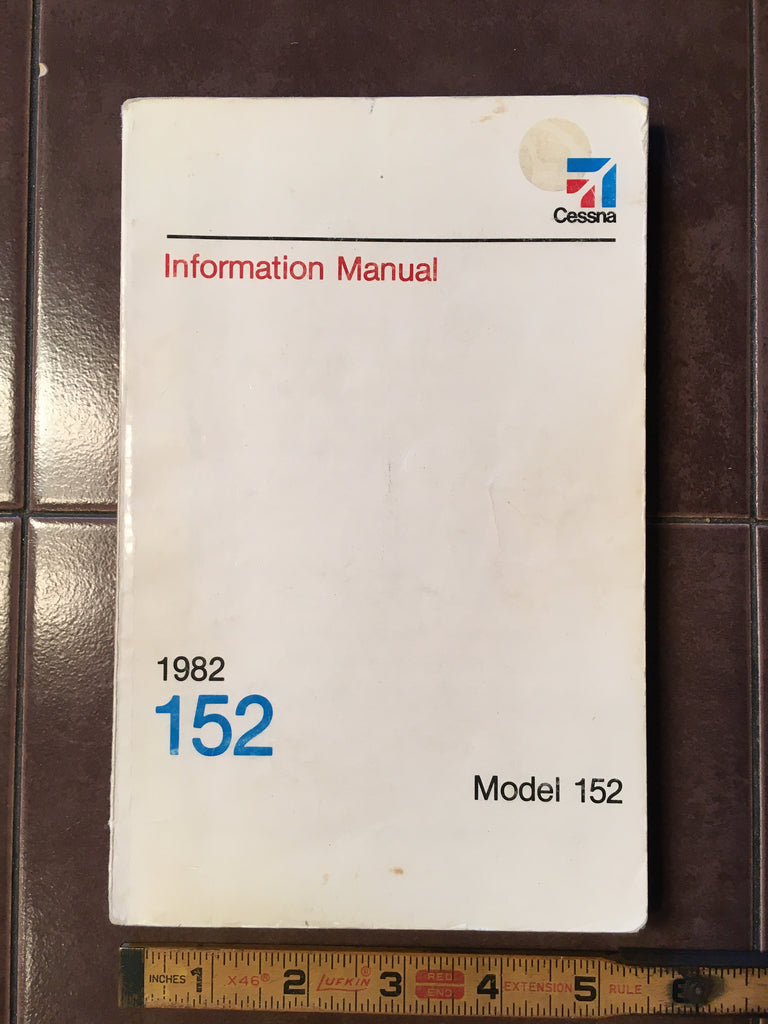 Cessna
Information Manual
1982
152
Model 152
INCHES 1 X46® 2 LUFKIN® 3 RED END 4 EXTENSION 5 RULE